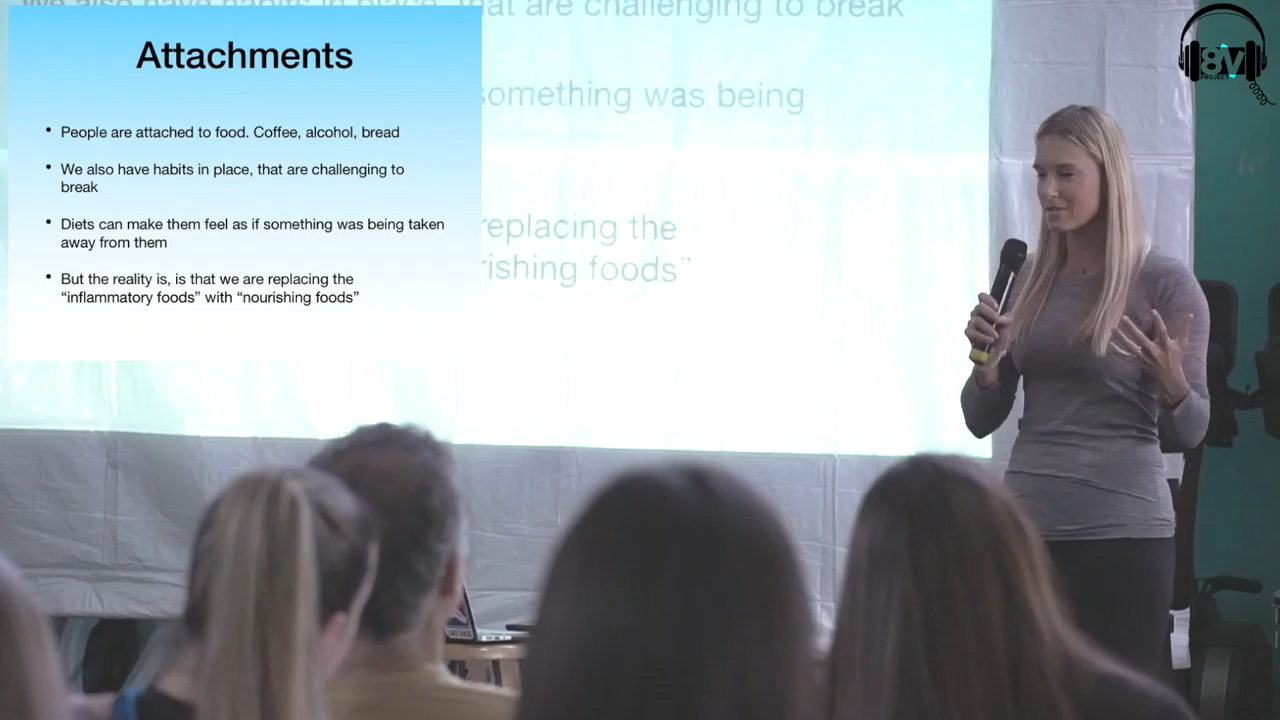 Attachments
• People are attached to food. Coffee, alcohol, bread
• We also have habits in place, that are challenging to
break
• Diets can make them feel as if something was being taken
away from them
• But the reality is, is that we are replacing the
“inflammatory foods” with “nourishing foods”
we also have habits in place, that are challenging to break
something was being
replacing the
rishing foods”
8V
PROJECT